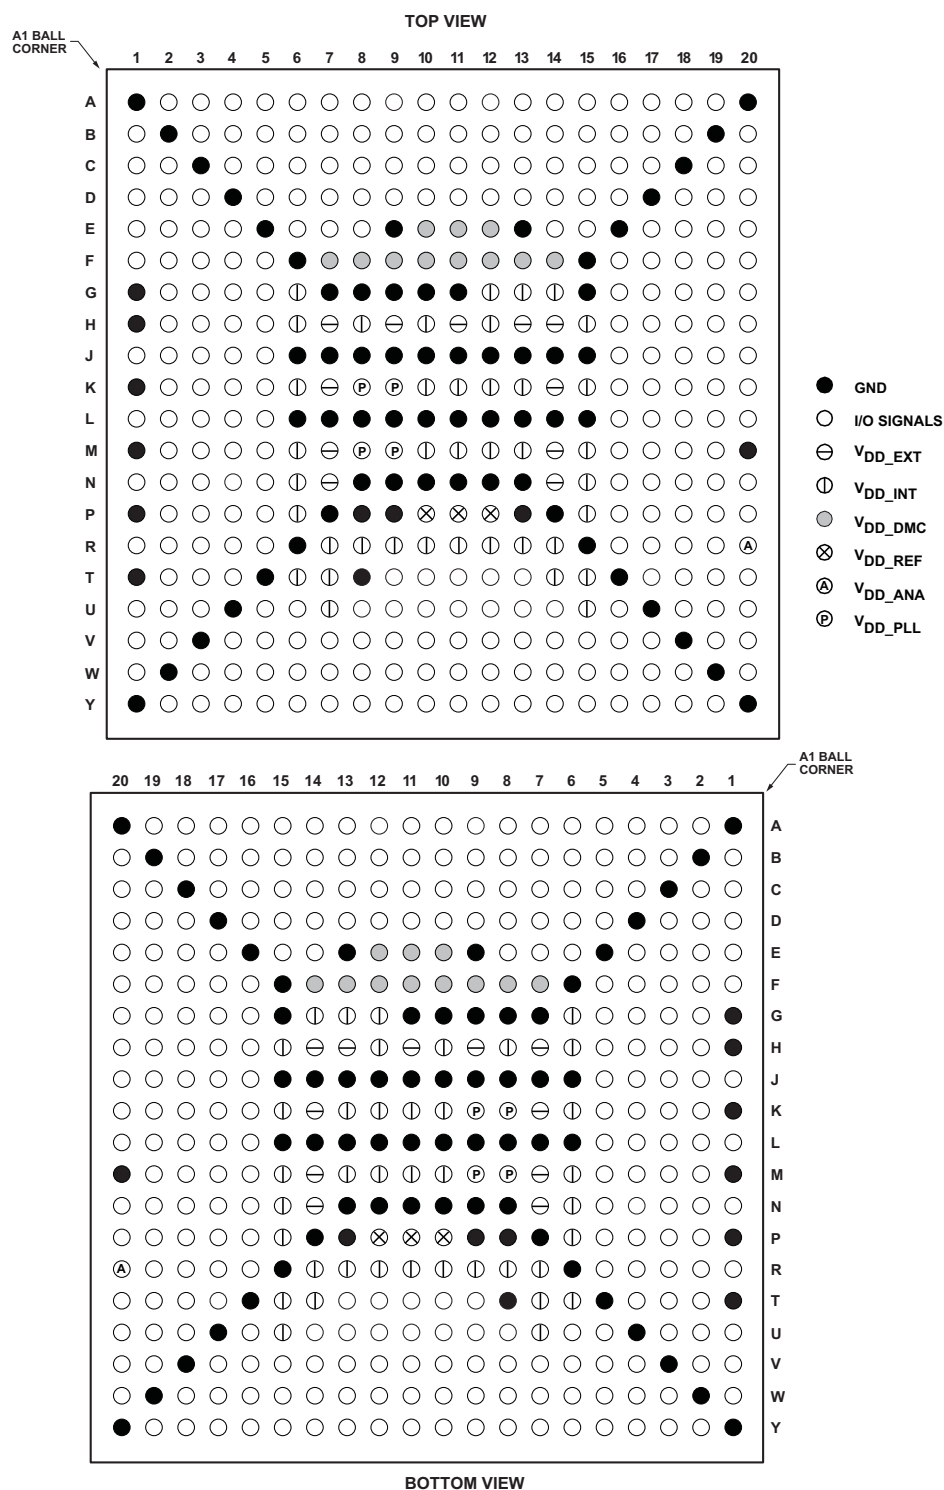 TOP VIEW
A1 BALL
CORNER
1 2 3 4 5 6 7 8 9 10 11 12 13 14 15 16 17 18 19 20
A
B
C
D
E
F
G
H
J
K P P
L
M P P
N
P
R A
T
U
V
W
Y
GND
I/O SIGNALS
VDD_EXT
VDD_INT
VDD_DMC
VDD_REF
A VDD_ANA
P VDD_PLL
A1 BALL
CORNER
20 19 18 17 16 15 14 13 12 11 10 9 8 7 6 5 4 3 2 1
A
B
C
D
E
F
G
H
J
P P K
L
P P M
N
P
A R
T
U
V
W
Y
BOTTOM VIEW